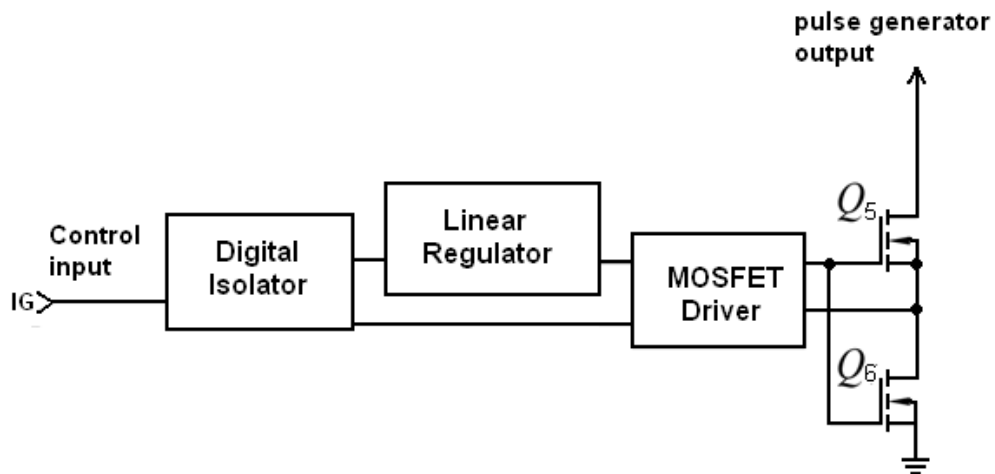 pulse generator
output
Q5
Linear
Regulator
Control
input
Digital
Isolator
MOSFET
Driver
IG
Q6